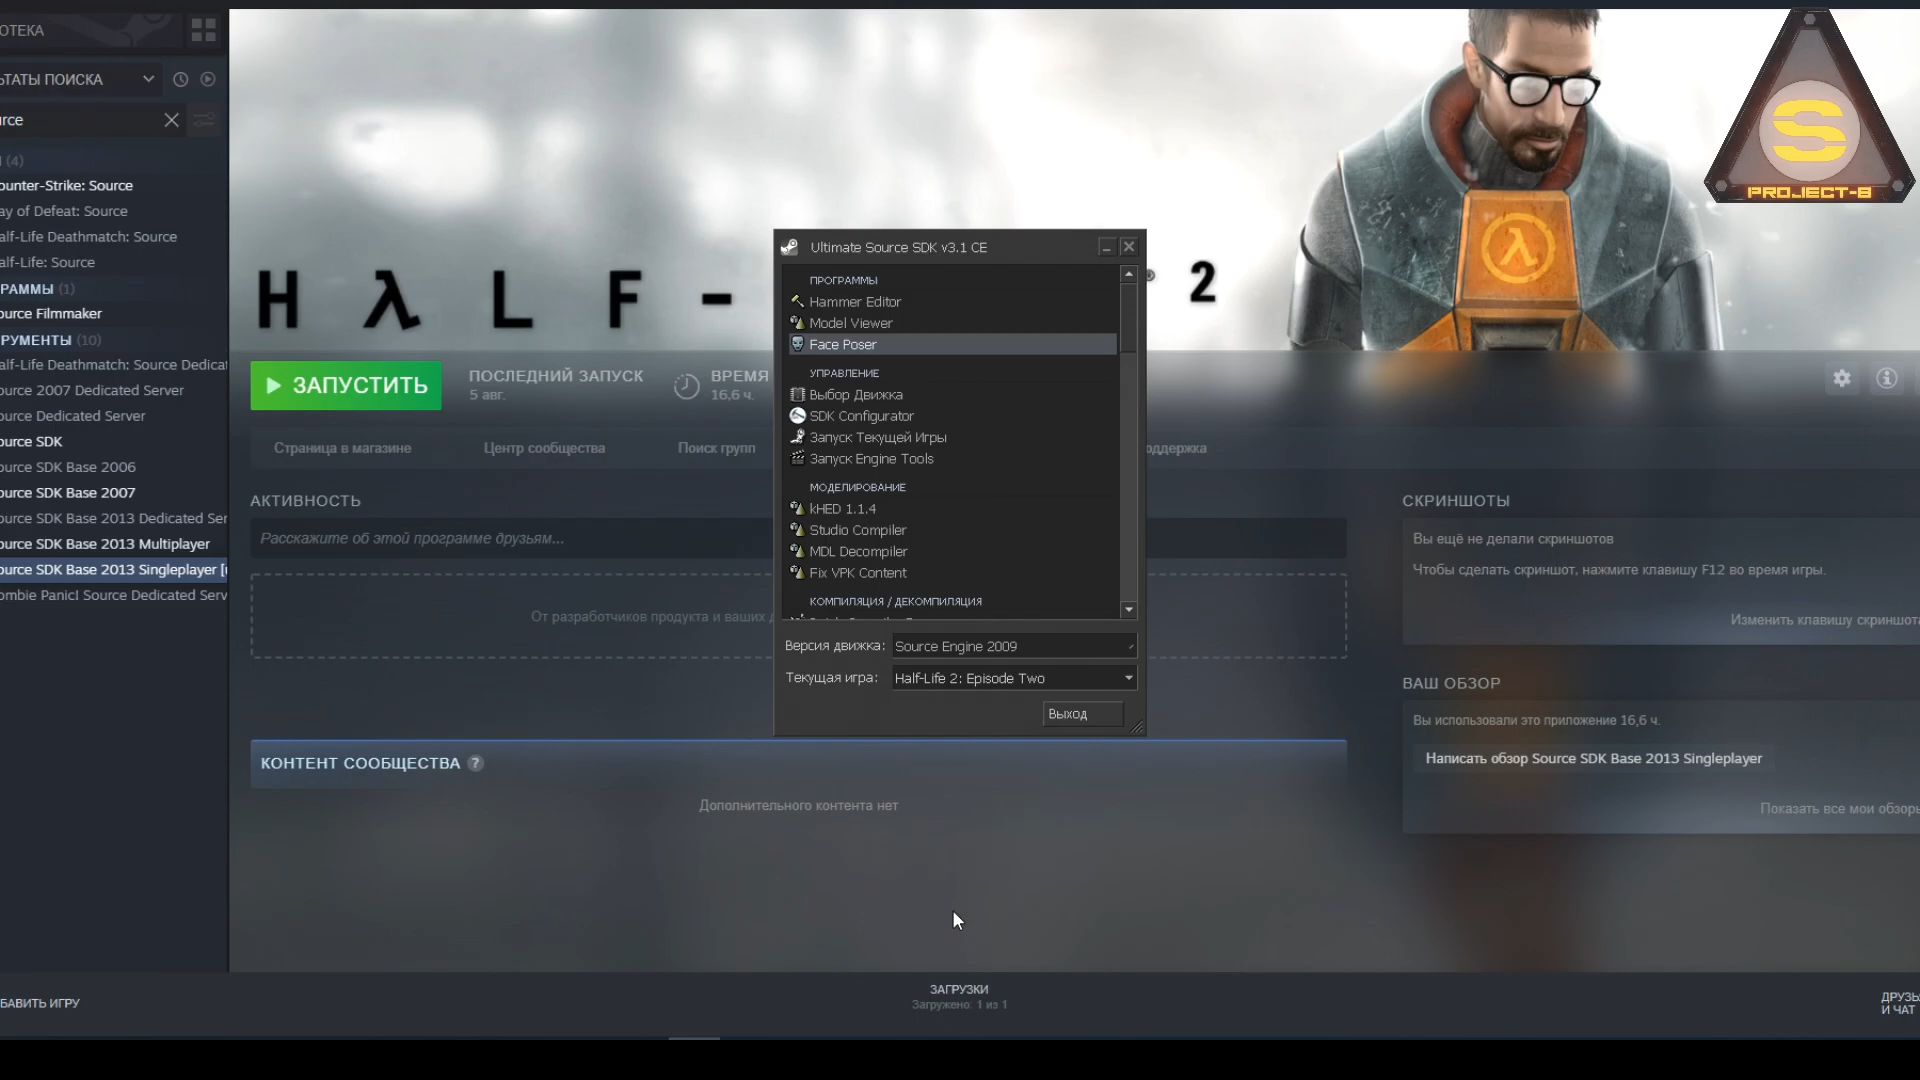 ОТЕКА
ЬТАТЫ ПОИСКА
rce
(4)
ounter-Strike: Source
ay of Defeat: Source
alf-Life Deathmatch: Source
alf-Life: Source
РАММЫ (1)
ource Filmmaker
РУМЕНТЫ (10)
alf-Life Deathmatch: Source Dedicat
ource 2007 Dedicated Server
ource Dedicated Server
ource SDK
ource SDK Base 2006
ource SDK Base 2007
ource SDK Base 2013 Dedicated Ser
ource SDK Base 2013 Multiplayer
ource SDK Base 2013 Singleplayer [
ombie Panic! Source Dedicated Serv
БАВИТЬ ИГРУ
H λ L F - 2
S
PROJECT-8
ЗАПУСТИТЬ
ПОСЛЕДНИЙ ЗАПУСК
5 авг.
ВРЕМЯ
16,6 ч.
Страница в магазине
Центр сообщества
Поиск групп
оддержка
АКТИВНОСТЬ
Расскажите об этой программе друзьям...
От разработчиков продукта и ваших д
КОНТЕНТ СООБЩЕСТВА ?
Дополнительного контента нет
Ultimate Source SDK v3.1 CE
ПРОГРАММЫ
Hammer Editor
Model Viewer
Face Poser
УПРАВЛЕНИЕ
Выбор Движка
SDK Configurator
Запуск Текущей Игры
Запуск Engine Tools
МОДЕЛИРОВАНИЕ
kHED 1.1.4
Studio Compiler
MDL Decompiler
Fix VPK Content
КОМПИЛЯЦИЯ / ДЕКОМПИЛЯЦИЯ
Версия движка: Source Engine 2009
Текущая игра: Half-Life 2: Episode Two
Выход
СКРИНШОТЫ
Вы ещё не делали скриншотов
Чтобы сделать скриншот, нажмите клавишу F12 во время игры.
Изменить клавишу скриншота
ВАШ ОБЗОР
Вы использовали это приложение 16,6 ч.
Написать обзор Source SDK Base 2013 Singleplayer
Показать все мои обзоры
ЗАГРУЗКИ
Загружено: 1 из 1
ДРУЗЬ
И ЧАТ